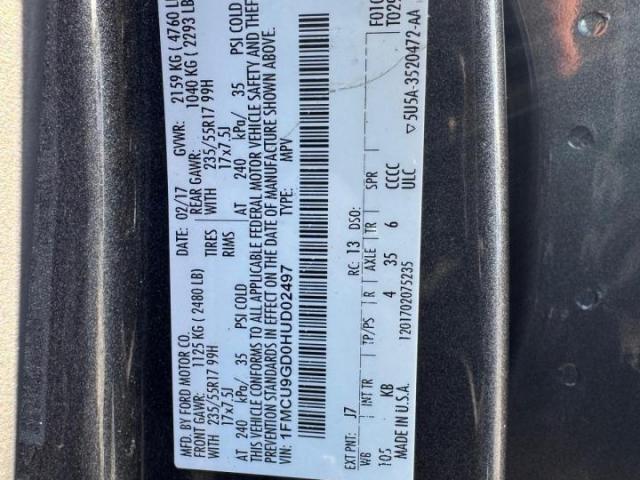 MFD. BY FORD MOTOR CO.
DATE: 02/17 GVWR: 2159 KG ( 4760 L
FRONT GAWR: 1125 KG ( 2480 LB)
REAR GAWR: 1040 KG ( 2293 LB
WITH 235/55R17 99H TIRES WITH 235/55R17 99H
17x7.5J RIMS 17x7.5J
AT 240 kPa/ 35 PSI COLD AT 240 kPa/ 35 PSI COLD
THIS VEHICLE CONFORMS TO ALL APPLICABLE FEDERAL MOTOR VEHICLE SAFETY AND THEFT
PREVENTION STANDARDS IN EFFECT ON THE DATE OF MANUFACTURE SHOWN ABOVE.
VIN: 1FMCU9GD0HUD02497 TYPE: MPV
EXT PNT: J7 RC: 13 DSO:
WB INT TR TP/PS R AXLE TR SPR
105 KB 4 35 6 CCCC
MADE IN U.S.A. 1201702075235 ULC
▽5U5A-3520472-AA